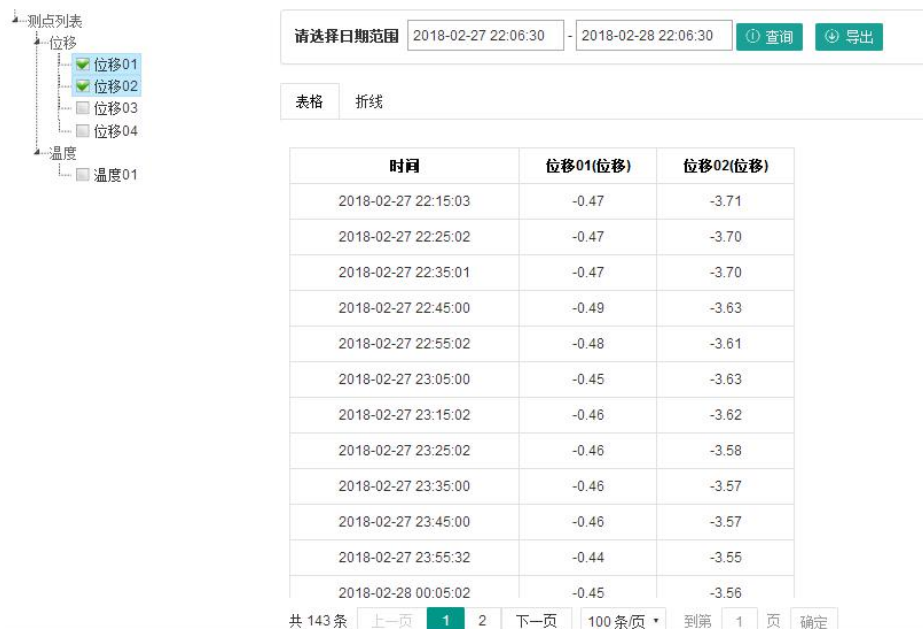 测点列表
位移
位移01
位移02
位移03
位移04
温度
温度01
请选择日期范围 2018-02-27 22:06:30 - 2018-02-28 22:06:30 查询 导出
表格 折线
时间 位移01(位移) 位移02(位移)
2018-02-27 22:15:03 -0.47 -3.71
2018-02-27 22:25:02 -0.47 -3.70
2018-02-27 22:35:01 -0.47 -3.70
2018-02-27 22:45:00 -0.49 -3.63
2018-02-27 22:55:02 -0.48 -3.61
2018-02-27 23:05:00 -0.45 -3.63
2018-02-27 23:15:02 -0.46 -3.62
2018-02-27 23:25:02 -0.46 -3.58
2018-02-27 23:35:00 -0.46 -3.57
2018-02-27 23:45:00 -0.46 -3.57
2018-02-27 23:55:32 -0.44 -3.55
2018-02-28 00:05:02 -0.45 -3.56
共 143 条 上一页 1 2 下一页 100 条/页 到第 1 页 确定